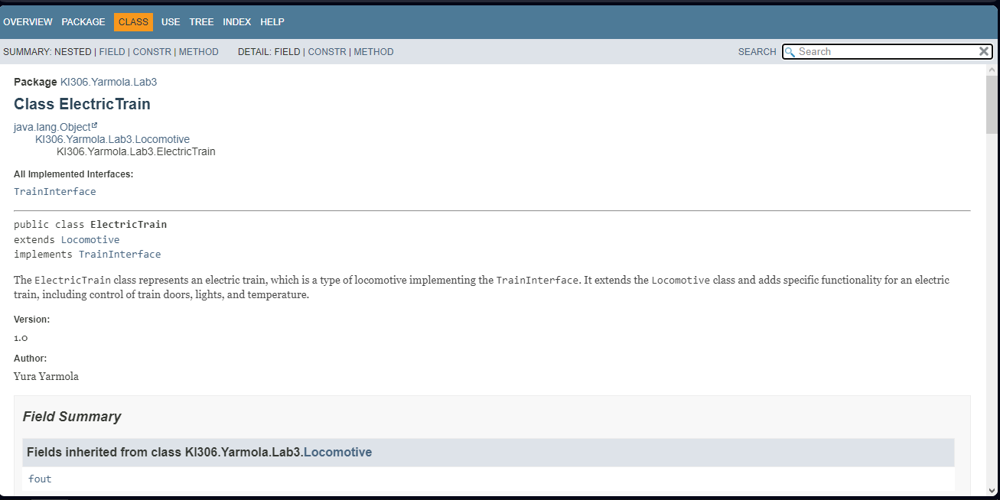 OVERVIEW PACKAGE CLASS USE TREE INDEX HELP
SUMMARY: NESTED | FIELD | CONSTR | METHOD DETAIL: FIELD | CONSTR | METHOD SEARCH Search
Package KI306.Yarmola.Lab3
Class ElectricTrain
java.lang.Object
KI306.Yarmola.Lab3.Locomotive
KI306.Yarmola.Lab3.ElectricTrain
All Implemented Interfaces:
TrainInterface
public class ElectricTrain
extends Locomotive
implements TrainInterface
The ElectricTrain class represents an electric train, which is a type of locomotive implementing the TrainInterface. It extends the Locomotive class and adds specific functionality for an electric
train, including control of train doors, lights, and temperature.
Version:
1.0
Author:
Yura Yarmola
Field Summary
Fields inherited from class KI306.Yarmola.Lab3.Locomotive
fout